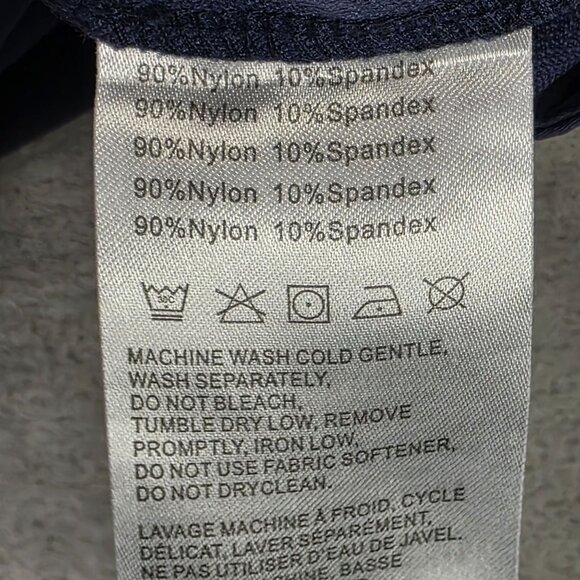 90%Nylon 10%Spandex
90%Nylon 10%Spandex
90%Nylon 10%Spandex
90%Nylon 10%Spandex
90%Nylon 10%Spandex
MACHINE WASH COLD GENTLE,
WASH SEPARATELY,
DO NOT BLEACH,
TUMBLE DRY LOW, REMOVE
PROMPTLY, IRON LOW,
DO NOT USE FABRIC SOFTENER,
DO NOT DRYCLEAN.
LAVAGE MACHINE À FROID, CYCLE
DÉLICAT, LAVER SÉPARÉMENT,
NE PAS UTILISER D'EAU DE JAVEL.
MACHINE, BASSE